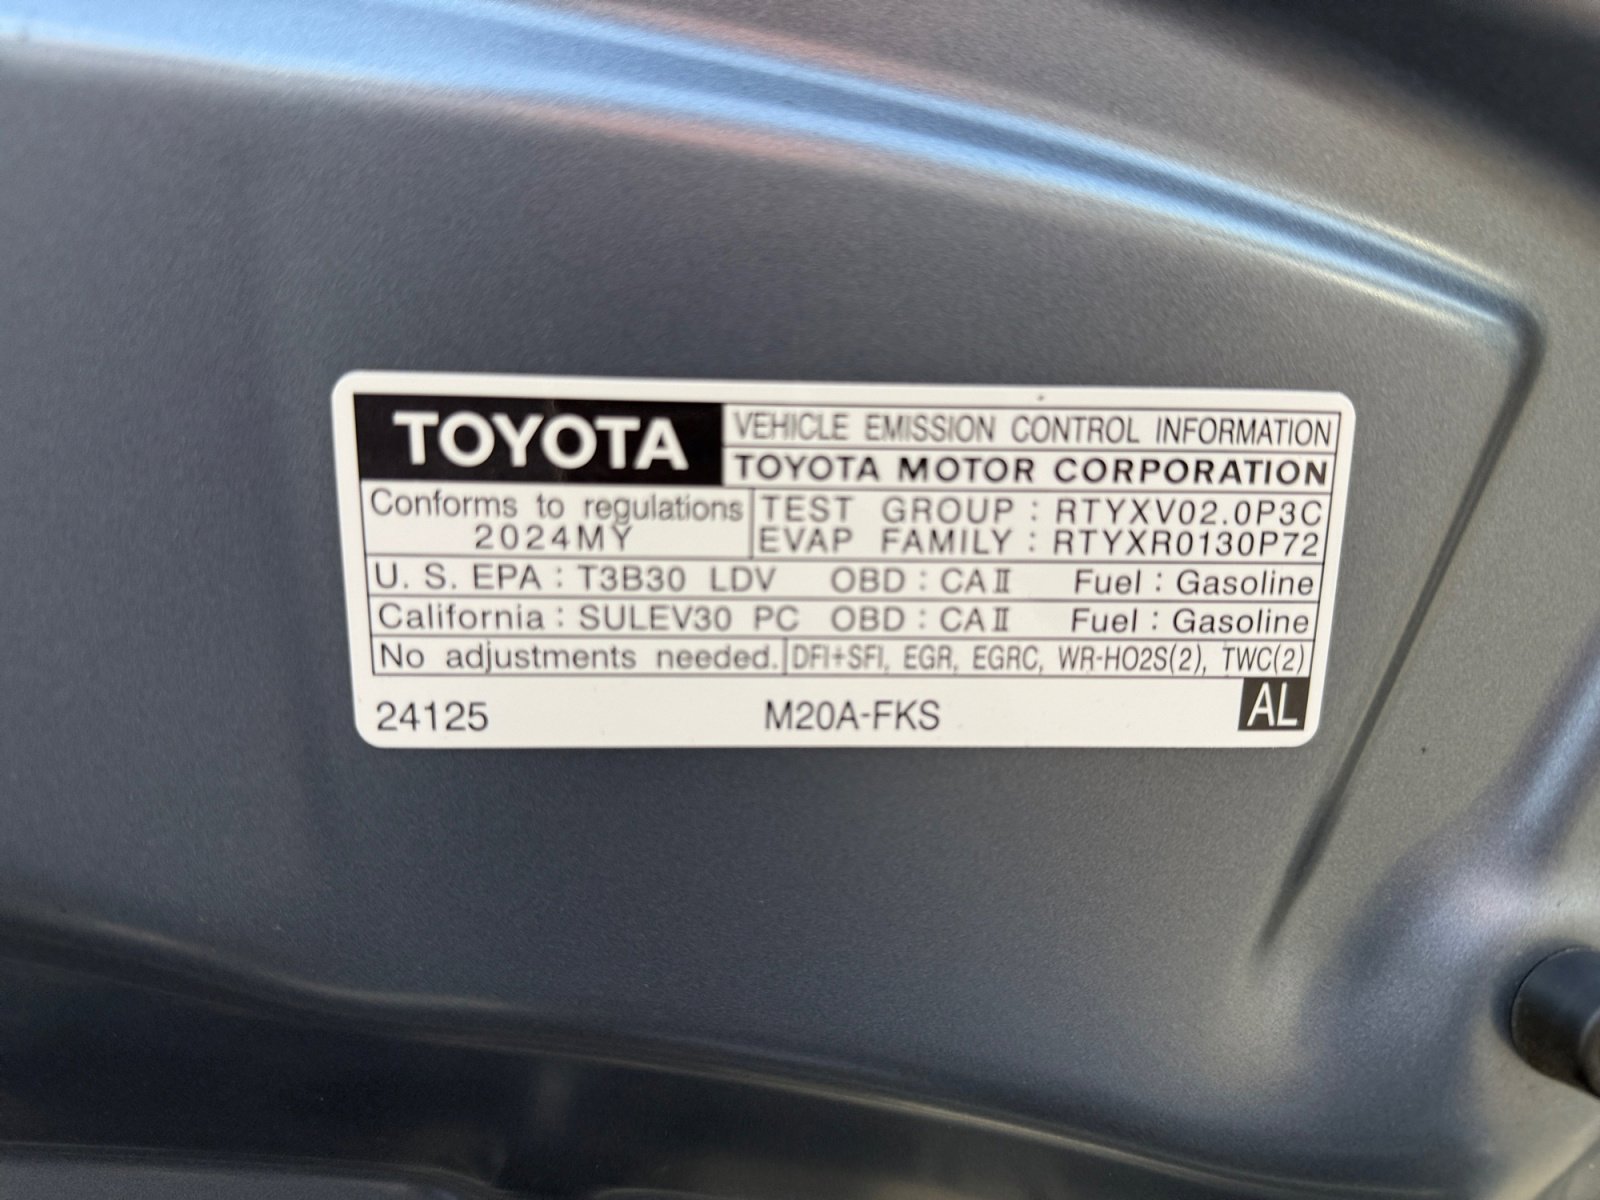 TOYOTA
VEHICLE EMISSION CONTROL INFORMATION
TOYOTA MOTOR CORPORATION
Conforms to regulations
2024MY
TEST GROUP : RTYXV02.0P3C
EVAP FAMILY : RTYXR0130P72
U. S. EPA : T3B30 LDV OBD : CAⅡ Fuel : Gasoline
California : SULEV30 PC OBD : CAⅡ Fuel : Gasoline
No adjustments needed. DFI+SFI, EGR, EGRC, WR-HO2S(2), TWC(2)
24125 M20A-FKS AL